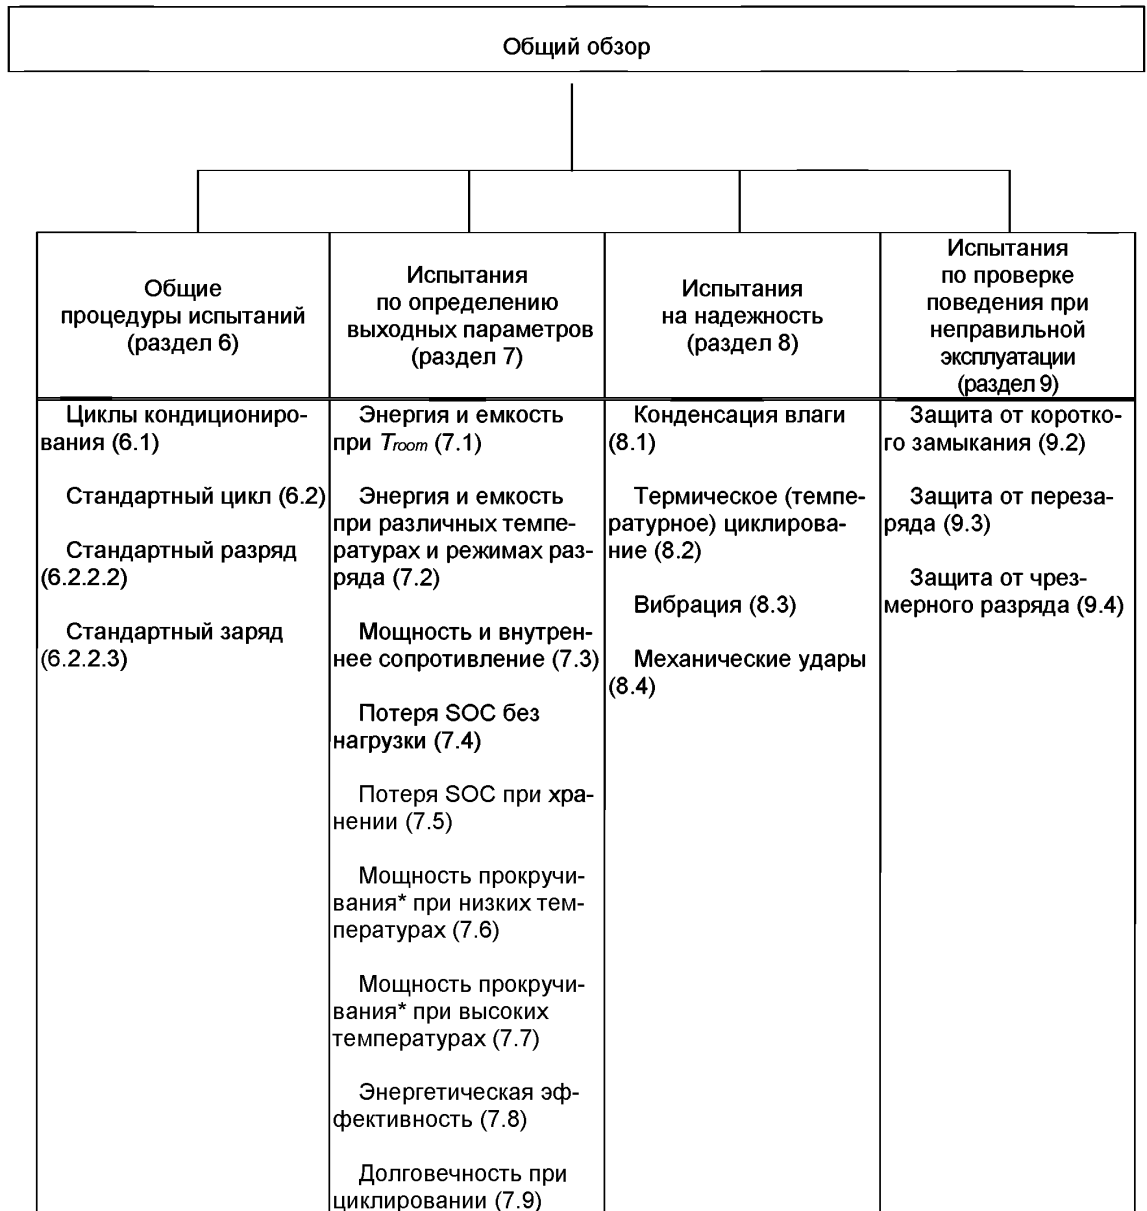 Общий обзор
Общие
процедуры испытаний
(раздел 6)
Испытания
по определению
выходных параметров
(раздел 7)
Испытания
на надежность
(раздел 8)
Испытания
по проверке
поведения при
неправильной
эксплуатации
(раздел 9)
Циклы кондициониро-
вания (6.1)
Стандартный цикл (6.2)
Стандартный разряд
(6.2.2.2)
Стандартный заряд
(6.2.2.3)
Энергия и емкость
при Troom (7.1)
Энергия и емкость
при различных темпе-
ратурах и режимах раз-
ряда (7.2)
Мощность и внутрен-
нее сопротивление (7.3)
Потеря SOC без
нагрузки (7.4)
Потеря SOC при хра-
нении (7.5)
Мощность прокручи-
вания* при низких тем-
пературах (7.6)
Мощность прокручи-
вания* при высоких
температурах (7.7)
Энергетическая эф-
фективность (7.8)
Долговечность при
циклировании (7.9)
Конденсация влаги
(8.1)
Термическое (темпе-
ратурное) циклирова-
ние (8.2)
Вибрация (8.3)
Механические удары
(8.4)
Защита от коротко-
го замыкания (9.2)
Защита от переза-
ряда (9.3)
Защита от чрез-
мерного разряда (9.4)